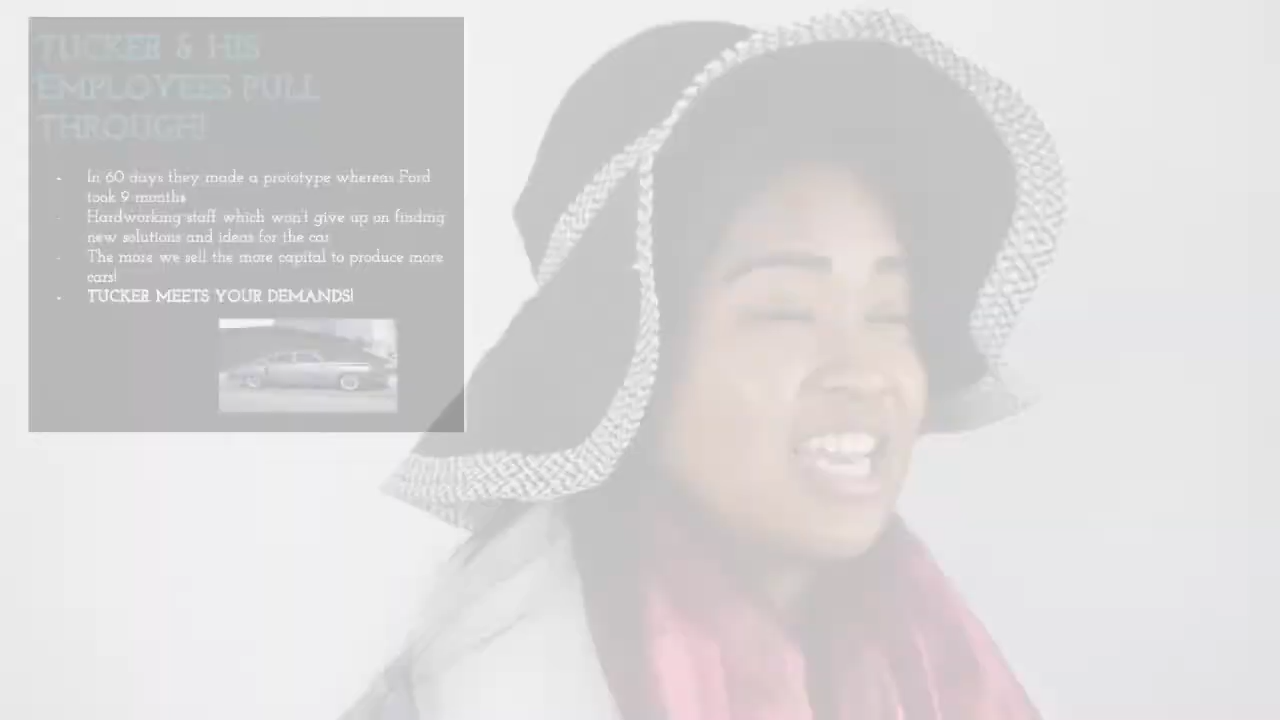 TUCKER & HIS
EMPLOYEES PULL
THROUGH!
- In 60 days they made a prototype whereas Ford
took 9 months
- Hardworking staff which won't give up on finding
new solutions and ideas for the car
- The more we sell the more capital to produce more
cars!
- TUCKER MEETS YOUR DEMANDS!